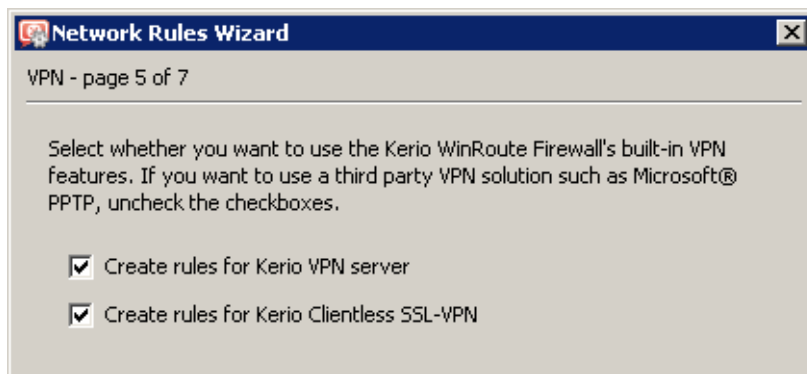 Network Rules Wizard
VPN - page 5 of 7
Select whether you want to use the Kerio WinRoute Firewall's built-in VPN
features. If you want to use a third party VPN solution such as Microsoft®
PPTP, uncheck the checkboxes.
Create rules for Kerio VPN server
Create rules for Kerio Clientless SSL-VPN